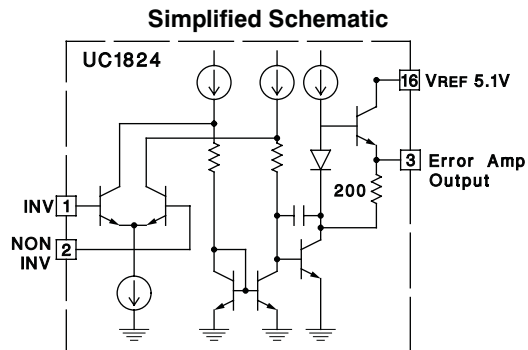 Simplified Schematic
UC1824
16 VREF 5.1V
3 Error Amp
Output
200
INV 1
NON
INV 2